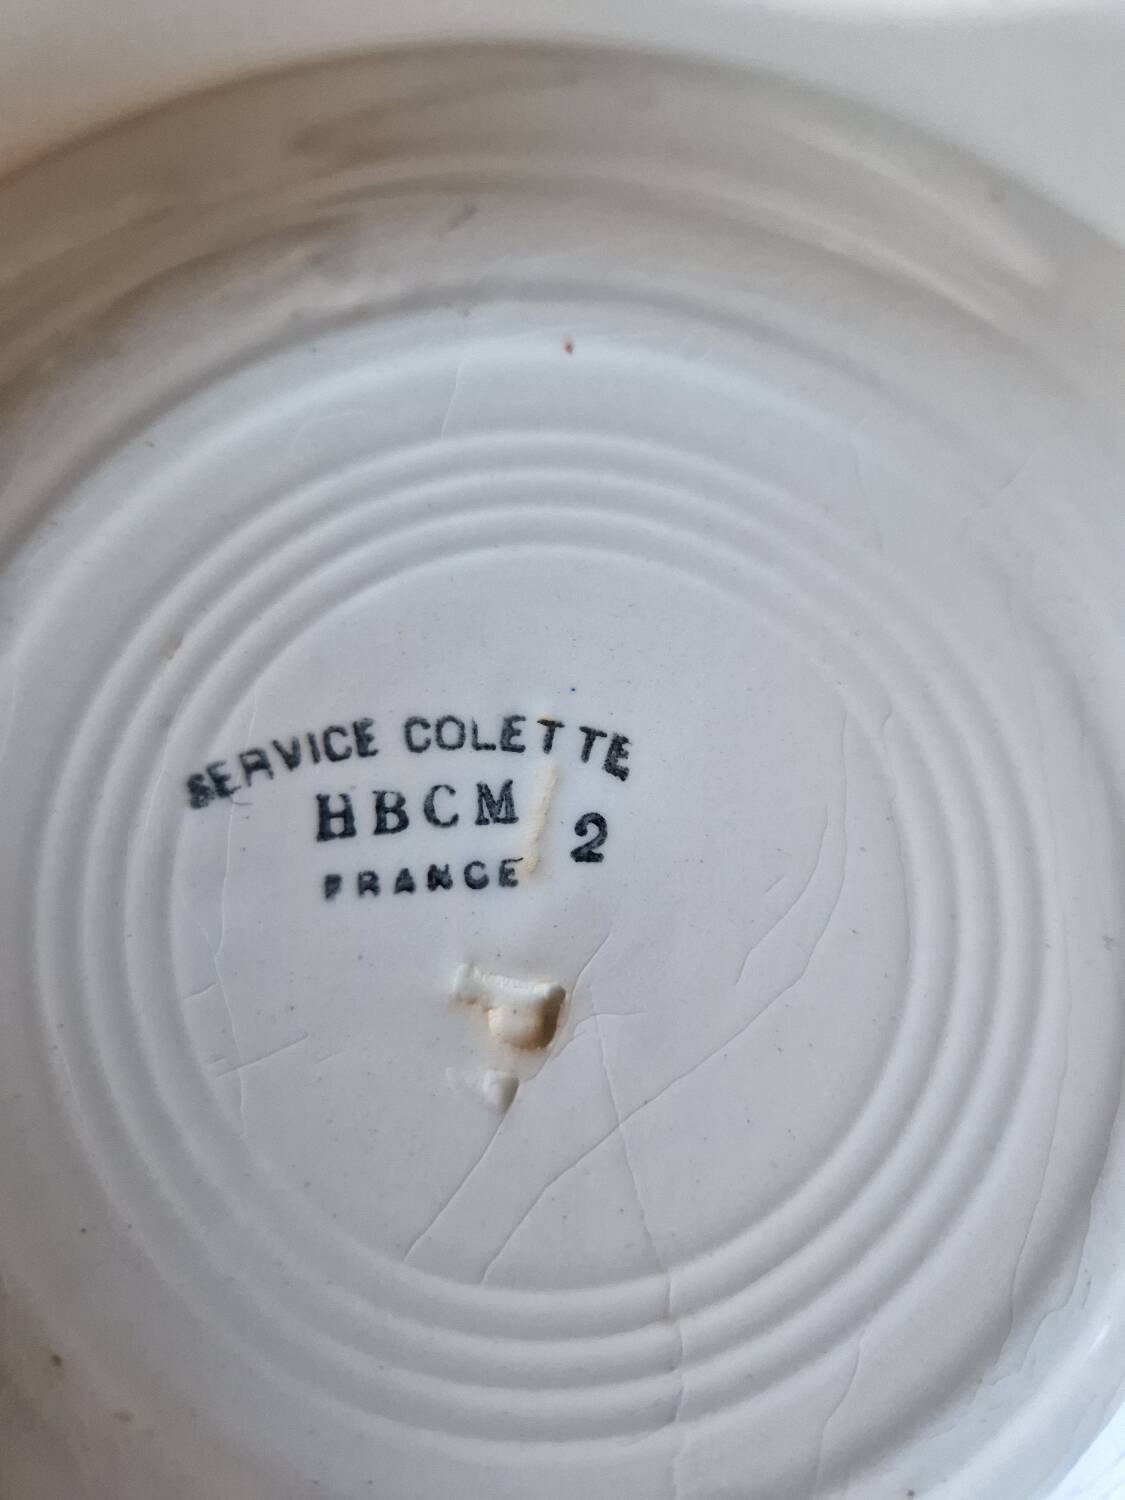 SERVICE COLETTE
HBCM
2
FRANCE